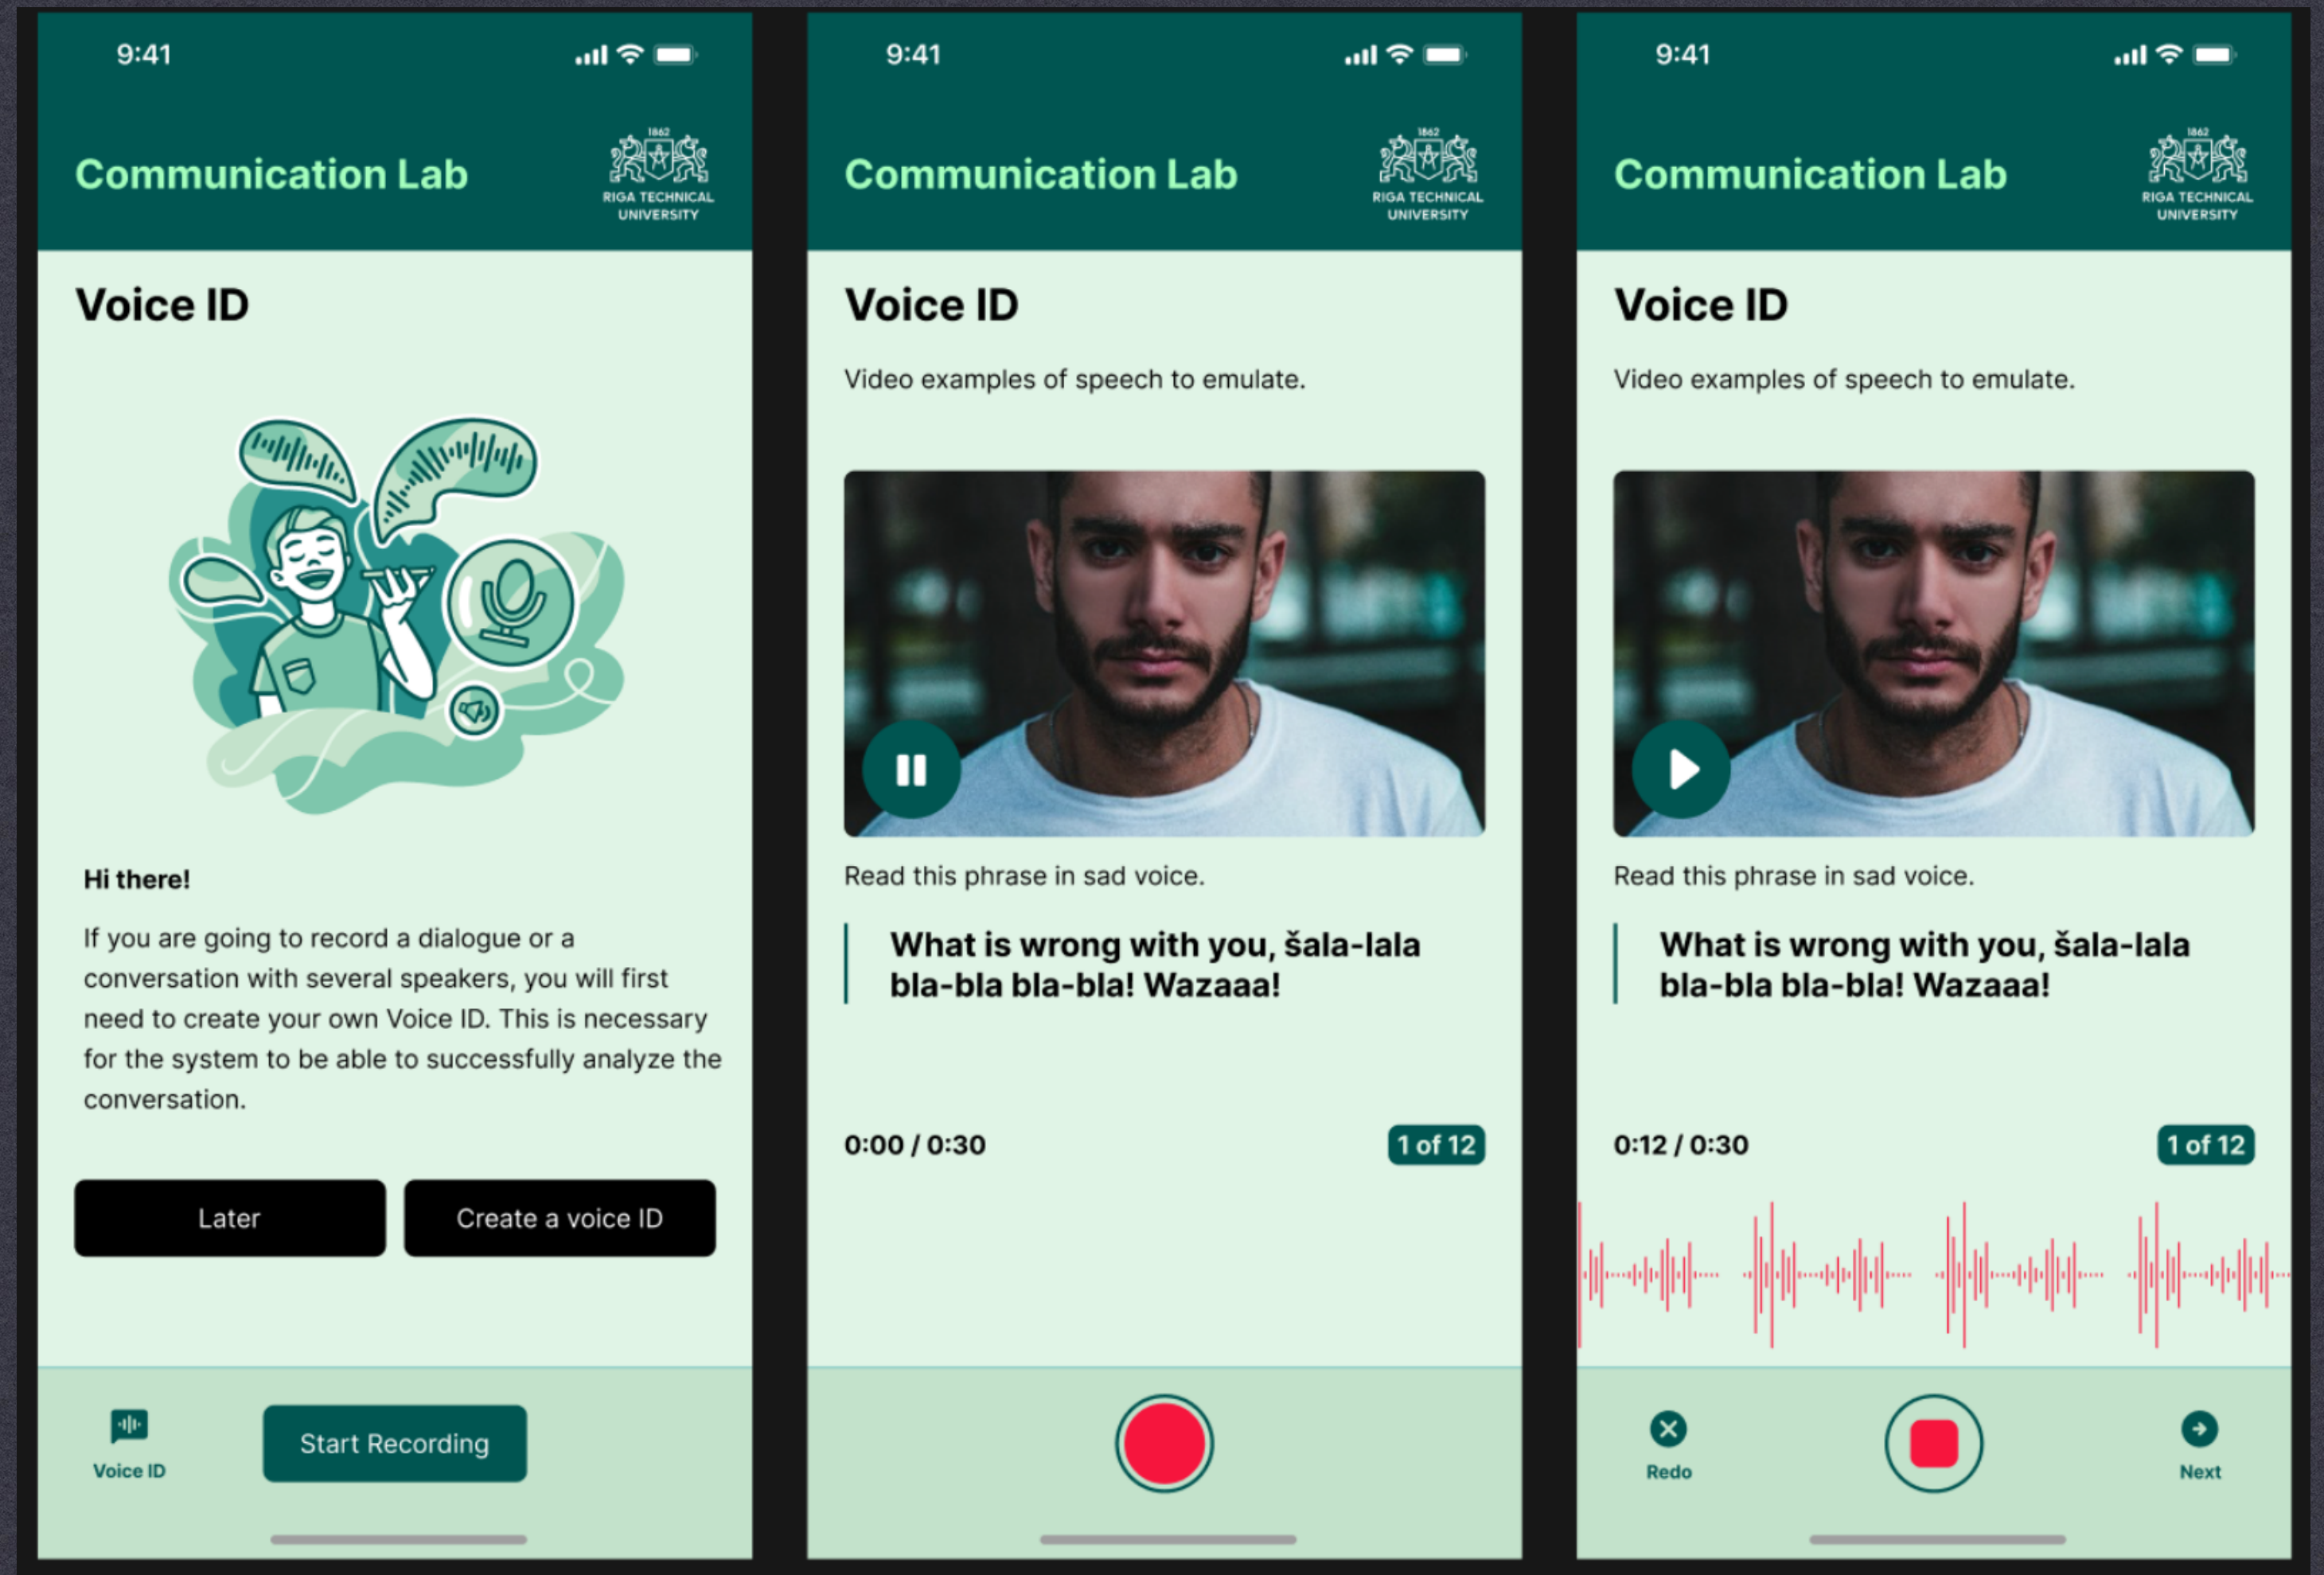 9:41
Communication Lab
1862
RIGA TECHNICAL
UNIVERSITY
Voice ID
Hi there!
If you are going to record a dialogue or a
conversation with several speakers, you will first
need to create your own Voice ID. This is necessary
for the system to be able to successfully analyze the
conversation.
Later
Create a voice ID
Voice ID
Start Recording
9:41
Communication Lab
1862
RIGA TECHNICAL
UNIVERSITY
Voice ID
Video examples of speech to emulate.
Read this phrase in sad voice.
What is wrong with you, šala-lala
bla-bla bla-bla! Wazaaa!
0:00 / 0:30
1 of 12
9:41
Communication Lab
1862
RIGA TECHNICAL
UNIVERSITY
Voice ID
Video examples of speech to emulate.
Read this phrase in sad voice.
What is wrong with you, šala-lala
bla-bla bla-bla! Wazaaa!
0:12 / 0:30
1 of 12
Redo
Next